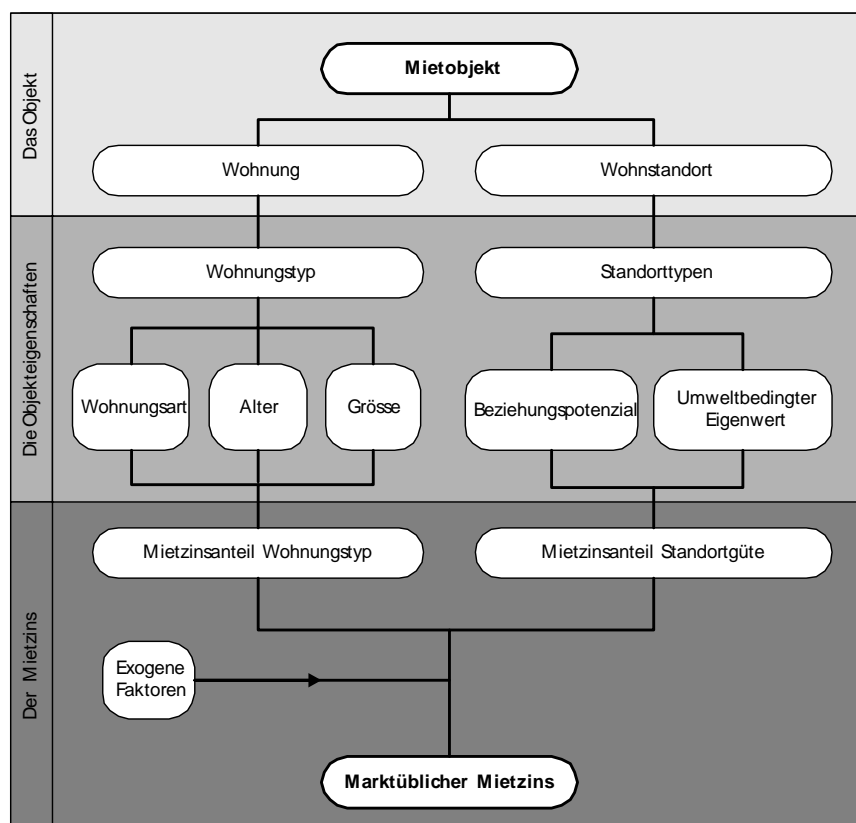 Das Objekt
Mietobjekt
Wohnung
Wohnstandort
Die Objekteigenschaften
Wohnungstyp
Standorttypen
Wohnungsart
Alter
Grösse
Beziehungspotenzial
Umweltbedingter
Eigenwert
Der Mietzins
Mietzinsanteil Wohnungstyp
Mietzinsanteil Standortgüte
Exogene
Faktoren
Marktüblicher Mietzins